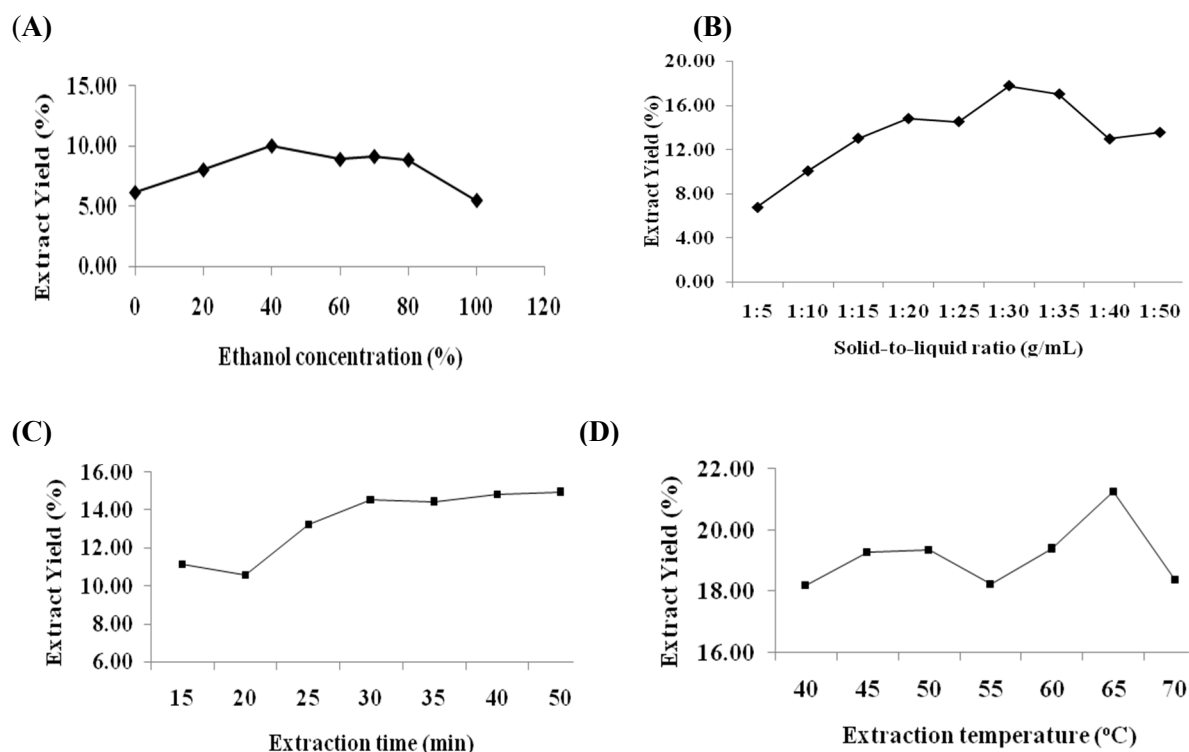 (A)
15.00
10.00
5.00
0.00
Extract Yield (%)
0 20 40 60 80 100 120
Ethanol concentration (%)
(B)
20.00
16.00
12.00
8.00
4.00
0.00
Extract Yield (%)
1:5 1:10 1:15 1:20 1:25 1:30 1:35 1:40 1:50
Solid-to-liquid ratio (g/mL)
(C)
16.00
14.00
12.00
10.00
8.00
6.00
Extract Yield (%)
15 20 25 30 35 40 50
Extraction time (min)
(D)
22.00
20.00
18.00
16.00
Extract Yield (%)
40 45 50 55 60 65 70
Extraction temperature (°C)